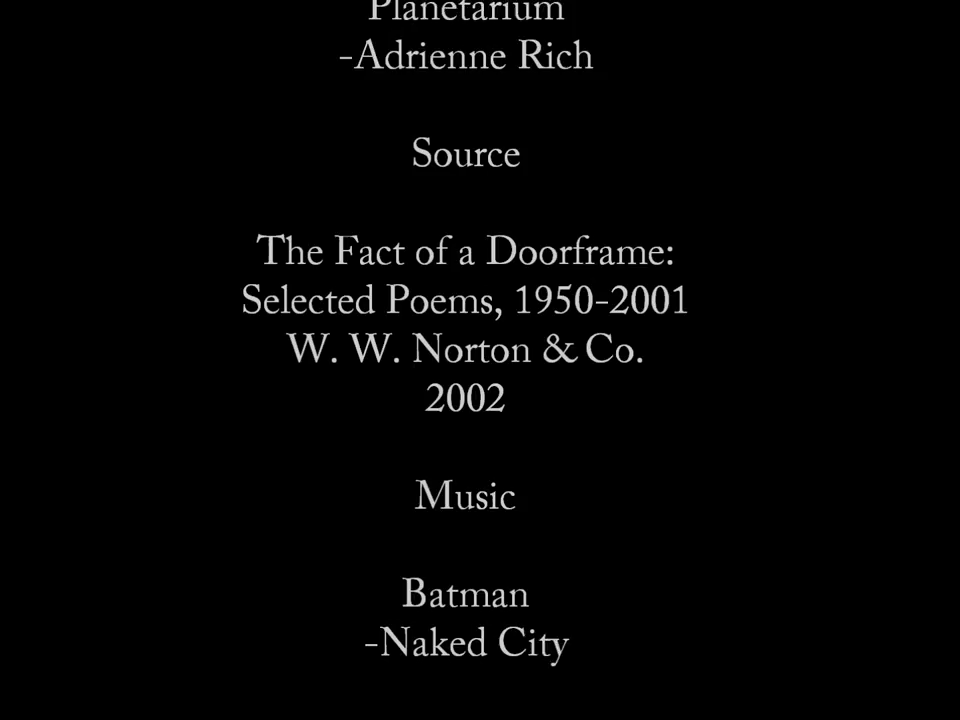 Planetarium
-Adrienne Rich
Source
The Fact of a Doorframe:
Selected Poems, 1950-2001
W. W. Norton & Co.
2002
Music
Batman
-Naked City